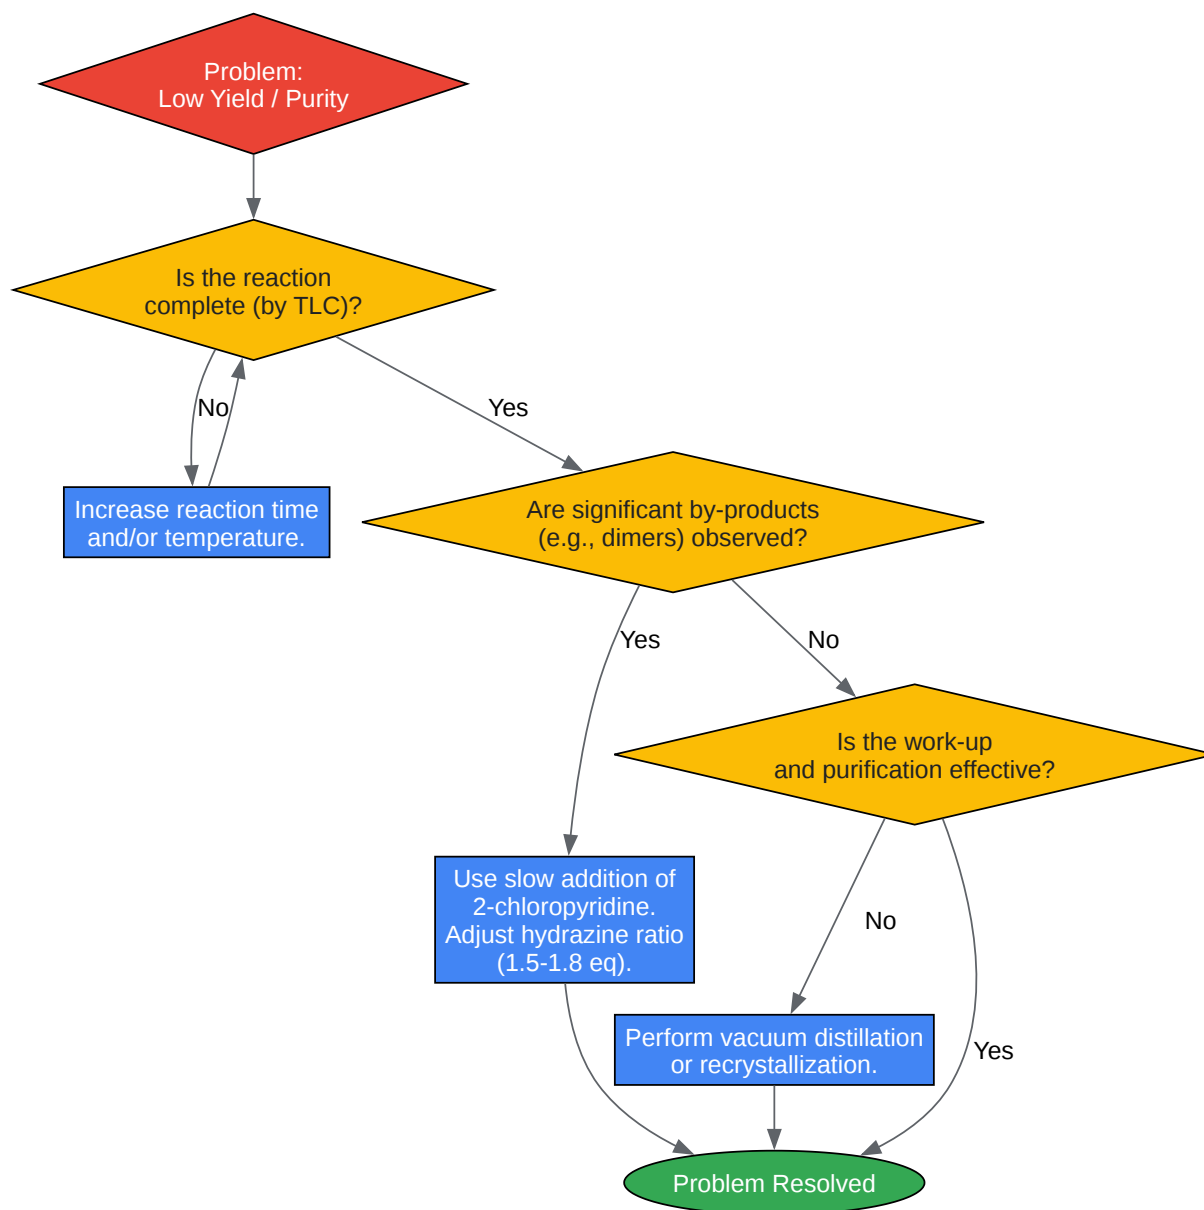 Problem:
Low Yield / Purity
Is the reaction
complete (by TLC)?
No
Yes
Increase reaction time
and/or temperature.
Are significant by-products
(e.g., dimers) observed?
Yes
No
Is the work-up
and purification effective?
Use slow addition of
2-chloropyridine.
Adjust hydrazine ratio
(1.5-1.8 eq).
No
Perform vacuum distillation
or recrystallization.
Yes
Problem Resolved